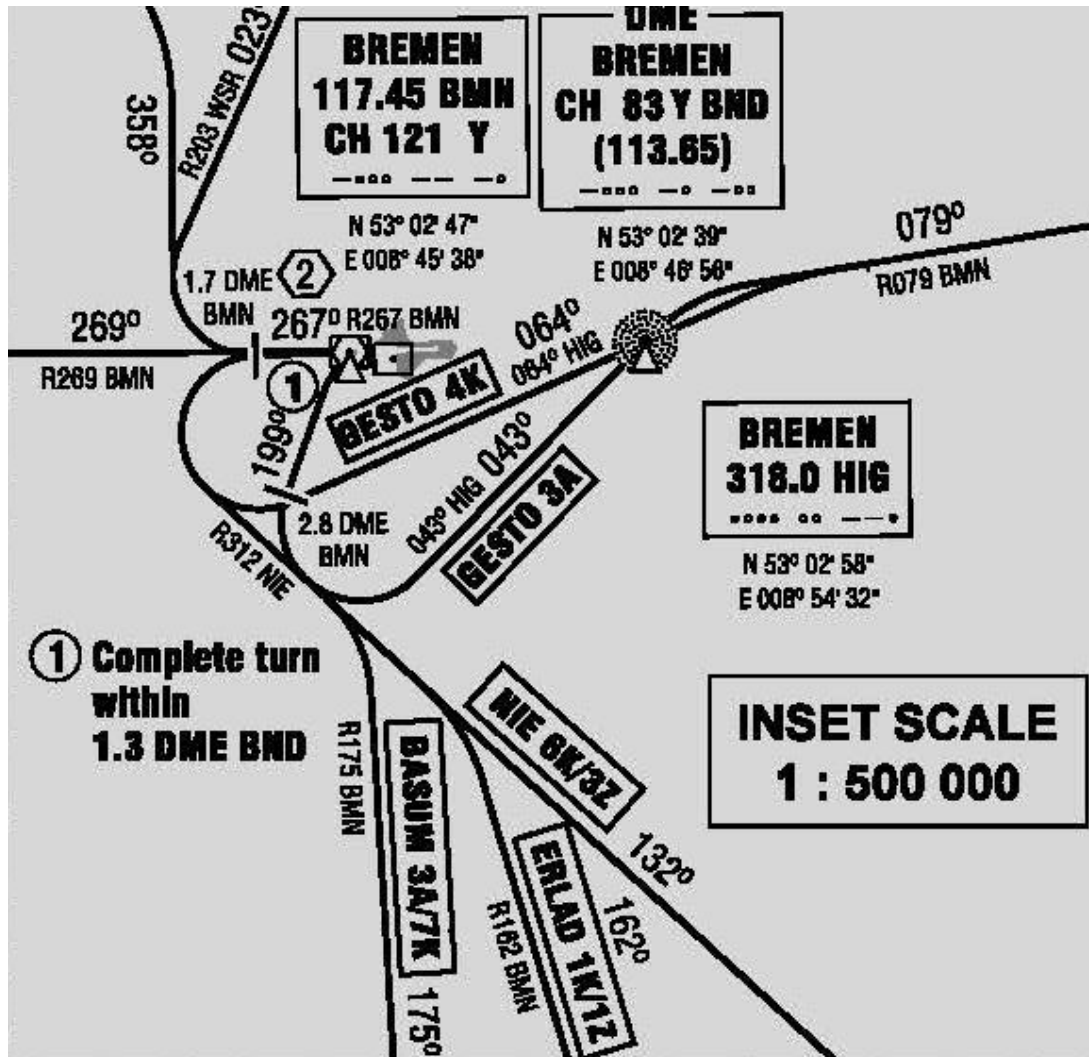 DME
BREMEN
117.45 BMN
CH 121 Y
BREMEN
CH 83 Y BND
(113.65)
N 53° 02' 47"
E 008° 45' 38"
N 53° 02' 39"
E 008° 46' 56"
023°
R203 WSR
358°
079°
R079 BMN
1.7 DME
BMN
2
269°
R269 BMN
267° R267 BMN
1
064°
064° HIG
GESTO 4K
199°
043° HIG 043°
GESTO 3A
2.8 DME
BMN
R312 NIE
BREMEN
318.0 HIG
N 53° 02' 58"
E 008° 54' 32"
1 Complete turn
within
1.3 DME BND
INSET SCALE
1 : 500 000
NIE 6K/3Z
132°
R175 BMN
BASUM 3A/7K
175°
ERLAD 1K/1Z
162°
R162 BMN